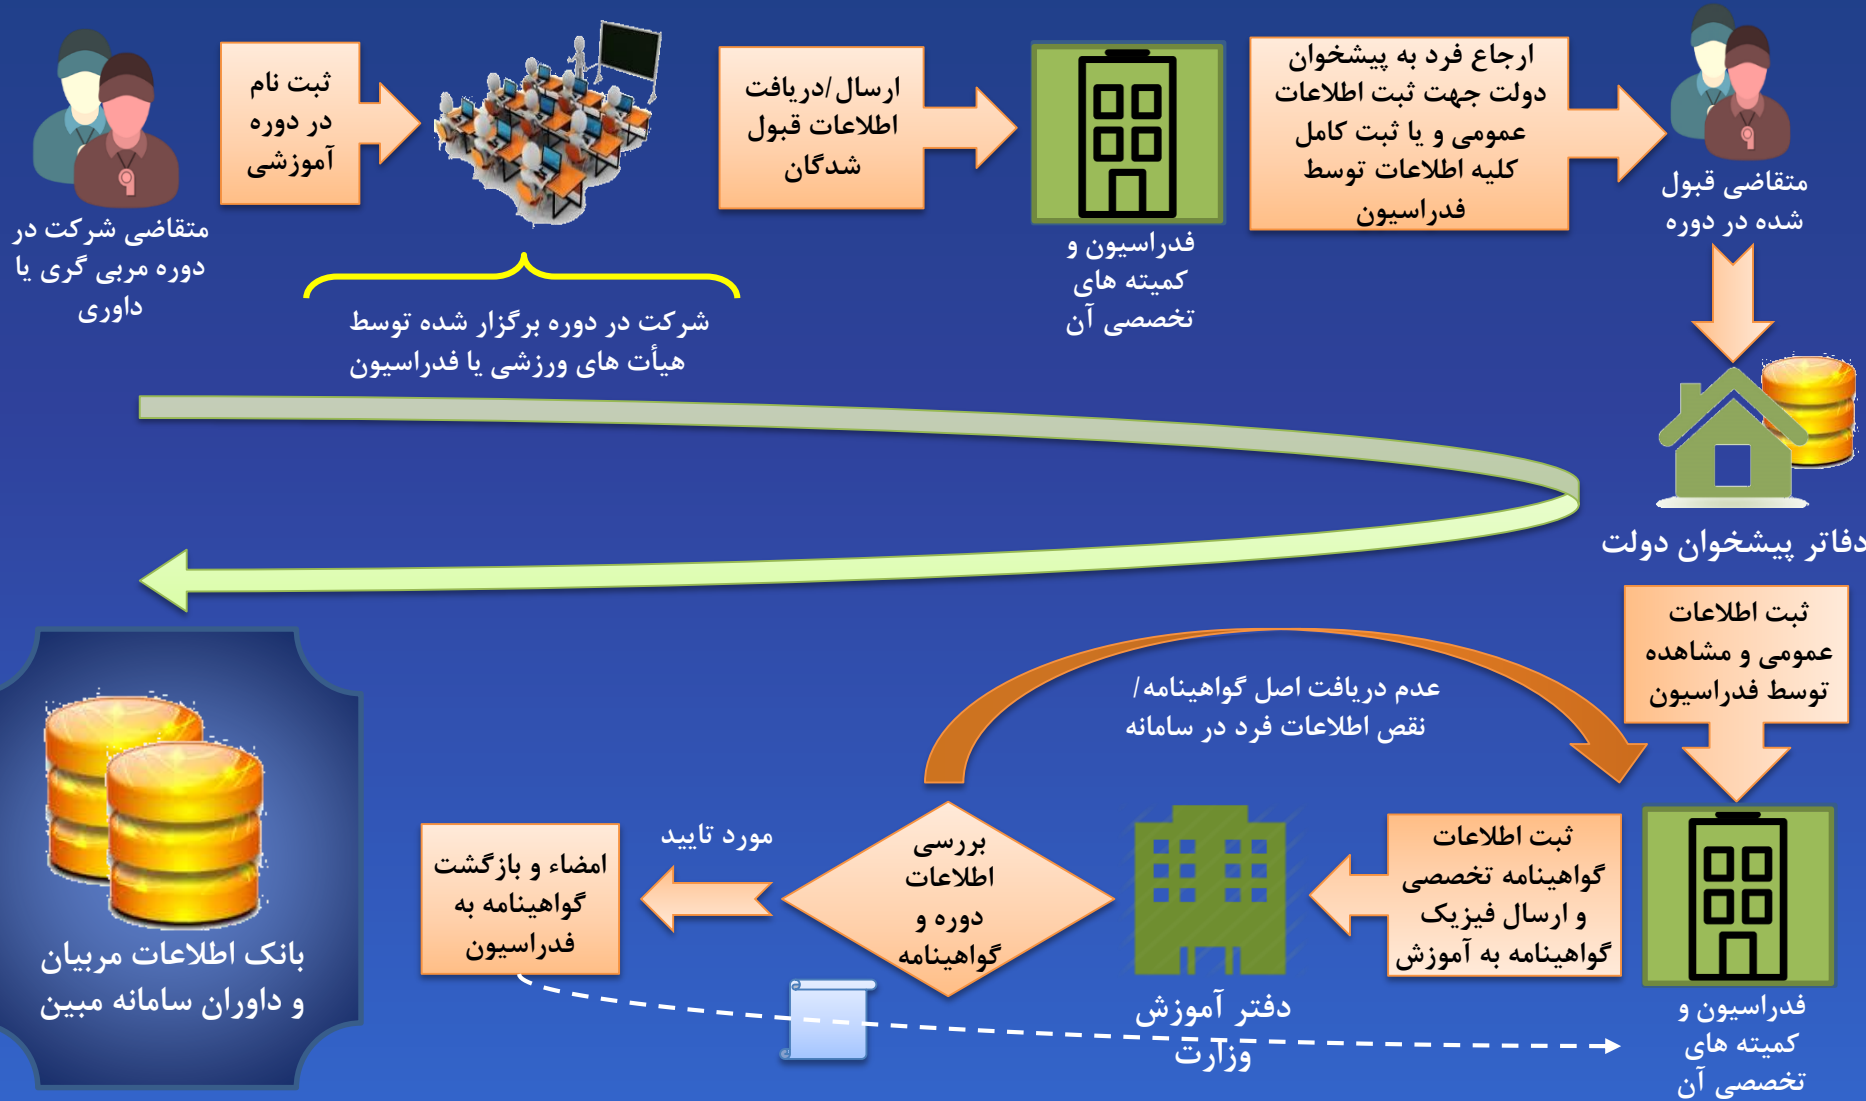 متقاضی شرکت در
دوره مربی گری یا
داوری
ثبت نام
در دوره
آموزشی
شرکت در دوره برگزار شده توسط
هیأت های ورزشی یا فدراسیون
ارسال/دریافت
اطلاعات قبول
شدگان
فدراسیون و
کمیته های
تخصصی آن
ارجاع فرد به پیشخوان
دولت جهت ثبت اطلاعات
عمومی و یا ثبت کامل
کلیه اطلاعات توسط
فدراسیون
متقاضی قبول
شده در دوره
دفاتر پیشخوان دولت
ثبت اطلاعات
عمومی و مشاهده
توسط فدراسیون
فدراسیون و
کمیته های
تخصصی آن
ثبت اطلاعات
گواهینامه تخصصی
و ارسال فیزیک
گواهینامه به آموزش
دفتر آموزش
وزارت
بررسی
اطلاعات
دوره و
گواهینامه
عدم دریافت اصل گواهینامه/
نقص اطلاعات فرد در سامانه
مورد تایید
امضاء و بازگشت
گواهینامه به
فدراسیون
بانک اطلاعات مربیان
و داوران سامانه مبین